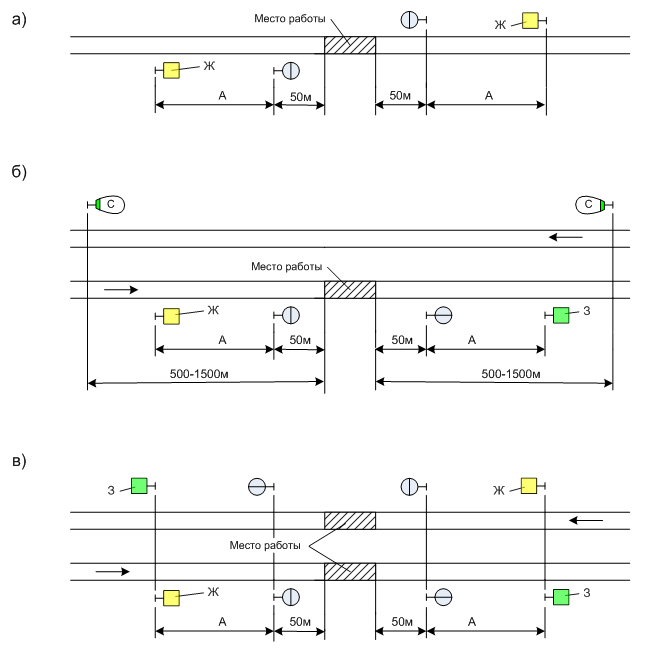 а)
Место работы
Ж
Ж
А
50м
50м
А
б)
С
С
Место работы
Ж
З
А
50м
50м
А
500-1500м
500-1500м
в)
З
Ж
Место работы
Ж
З
А
50м
50м
А